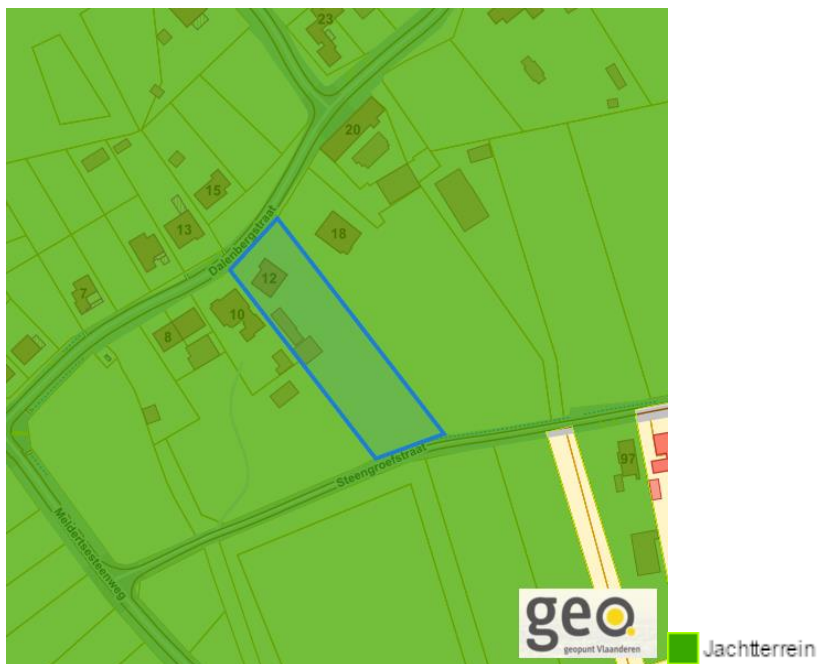 23
20
15
Dalenbergstraat
13
18
12
7
10
8
Steengroefstraat
97
Meldertsesteenweg
geo
geopunt Vlaanderen
Jachtterrein